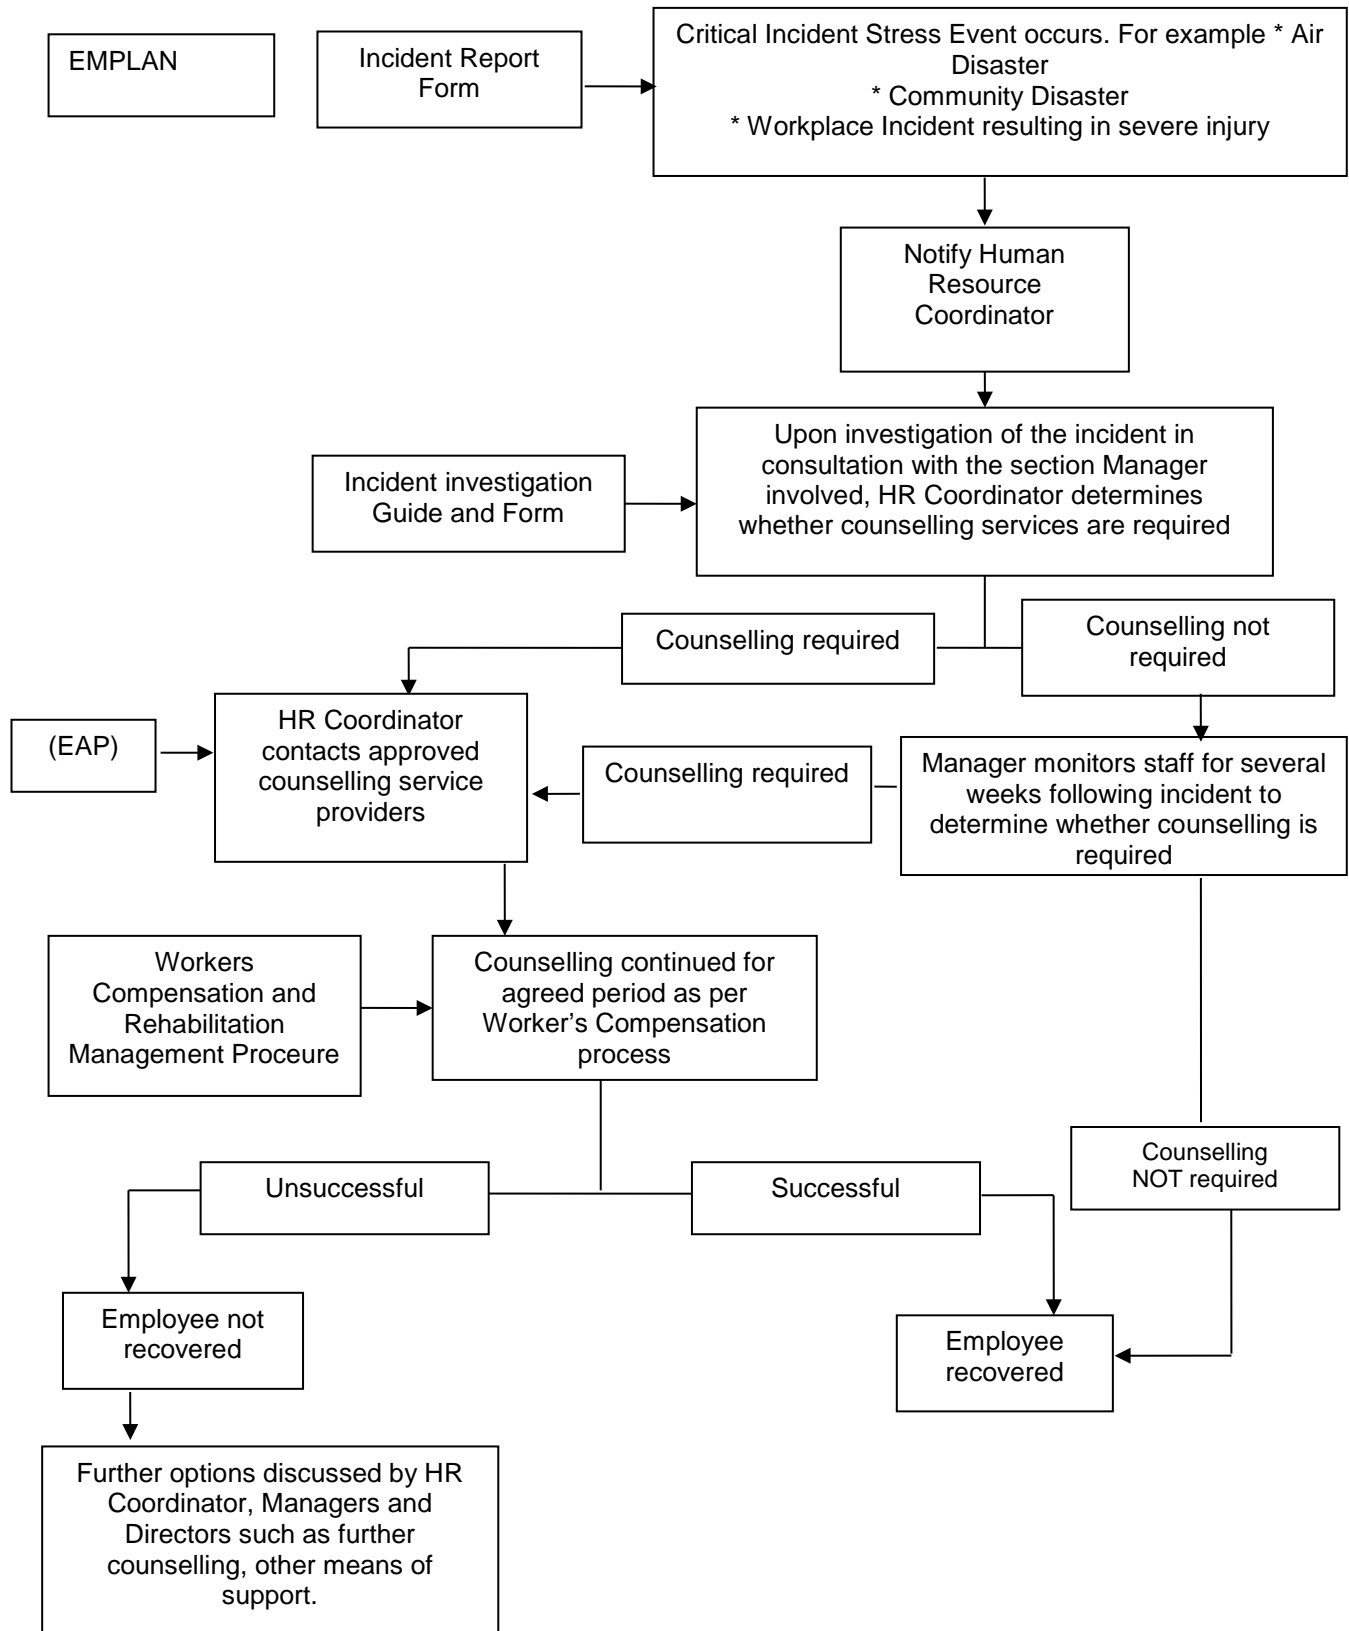 EMPLAN
Incident Report
Form
Critical Incident Stress Event occurs. For example * Air
Disaster
* Community Disaster
* Workplace Incident resulting in severe injury
Notify Human
Resource
Coordinator
Incident investigation
Guide and Form
Upon investigation of the incident in
consultation with the section Manager
involved, HR Coordinator determines
whether counselling services are required
Counselling required
Counselling not
required
(EAP)
HR Coordinator
contacts approved
counselling service
providers
Counselling required
Manager monitors staff for several
weeks following incident to
determine whether counselling is
required
Workers
Compensation and
Rehabilitation
Management Proceure
Counselling continued for
agreed period as per
Worker’s Compensation
process
Counselling
NOT required
Unsuccessful
Successful
Employee not
recovered
Employee
recovered
Further options discussed by HR
Coordinator, Managers and
Directors such as further
counselling, other means of
support.